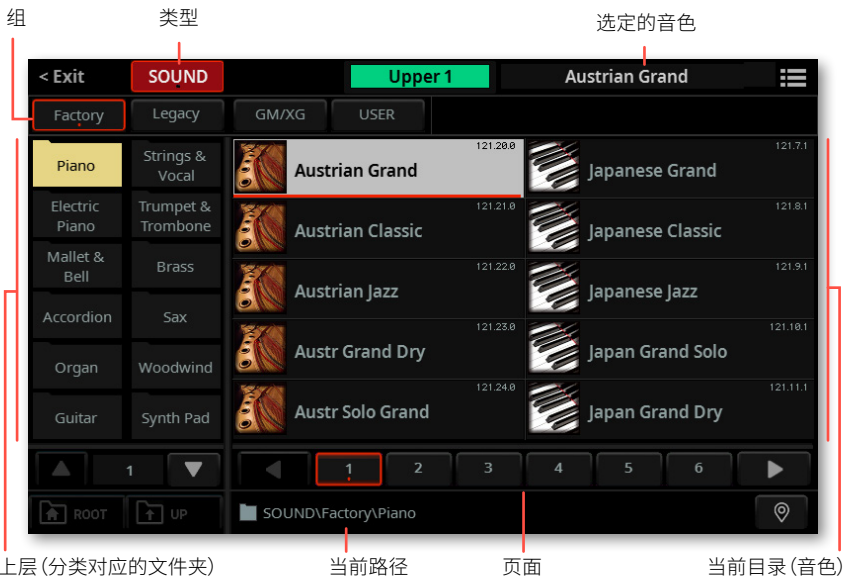 组
类型
选定的音色
< Exit
SOUND
Upper 1
Austrian Grand
Factory
Legacy
GM/XG
USER
Piano
Strings &
Vocal
Electric
Piano
Trumpet &
Trombone
Mallet &
Bell
Brass
Accordion
Sax
Organ
Woodwind
Guitar
Synth Pad
121.20.0
Austrian Grand
121.7.1
Japanese Grand
121.21.0
Austrian Classic
121.8.1
Japanese Classic
121.22.0
Austrian Jazz
121.9.1
Japanese Jazz
121.23.0
Austr Grand Dry
121.10.1
Japan Grand Solo
121.24.0
Austr Solo Grand
121.11.1
Japan Grand Dry
1
1
2
3
4
5
6
ROOT
UP
SOUND\Factory\Piano
上层(分类对应的文件夹)
当前路径
页面
当前目录(音色)